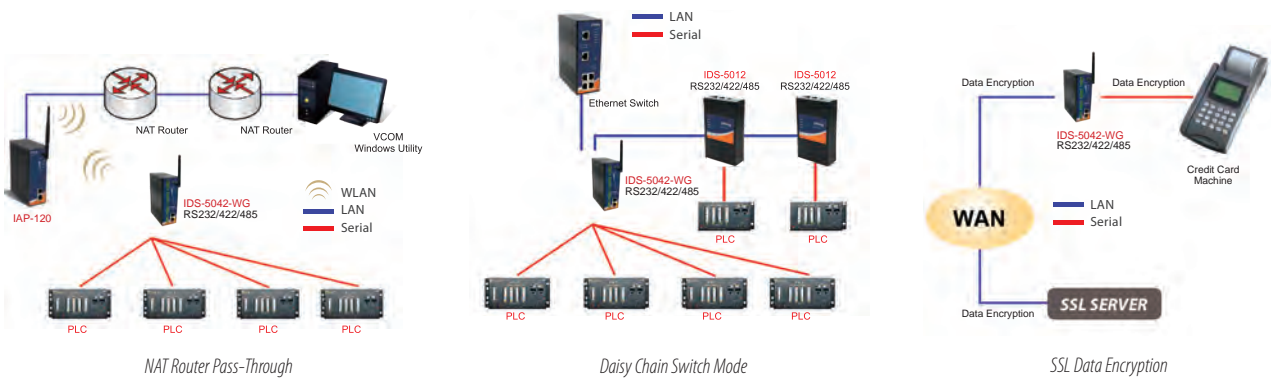 NAT Router
NAT Router
VCOM
Windows Utility
IAP-120
IDS-5042-WG
RS232/422/485
WLAN
LAN
Serial
PLC
PLC
PLC
PLC
NAT Router Pass-Through
LAN
Serial
Ethernet Switch
IDS-5012
RS232/422/485
IDS-5012
RS232/422/485
IDS-5042-WG
RS232/422/485
PLC
PLC
PLC
PLC
PLC
PLC
Daisy Chain Switch Mode
Data Encryption
Data Encryption
IDS-5042-WG
RS232/422/485
Credit Card
Machine
WAN
LAN
Serial
Data Encryption
SSL SERVER
SSL Data Encryption